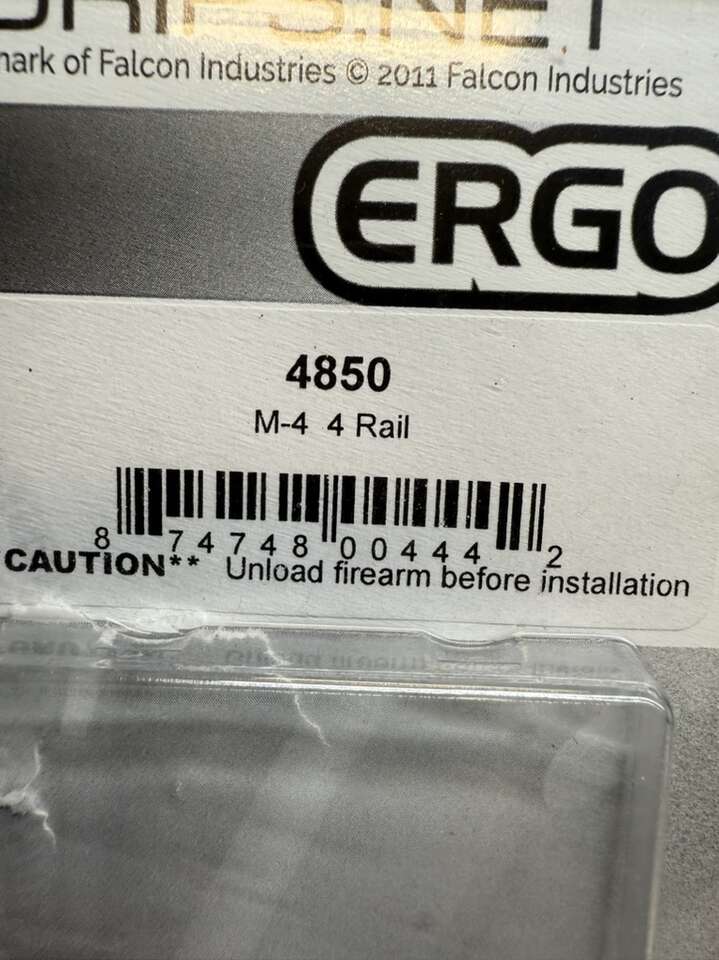 mark of Falcon Industries © 2011 Falcon Industries
ERGO
4850
M-4 4 Rail
8 74748 00444 2
CAUTION** Unload firearm before installation